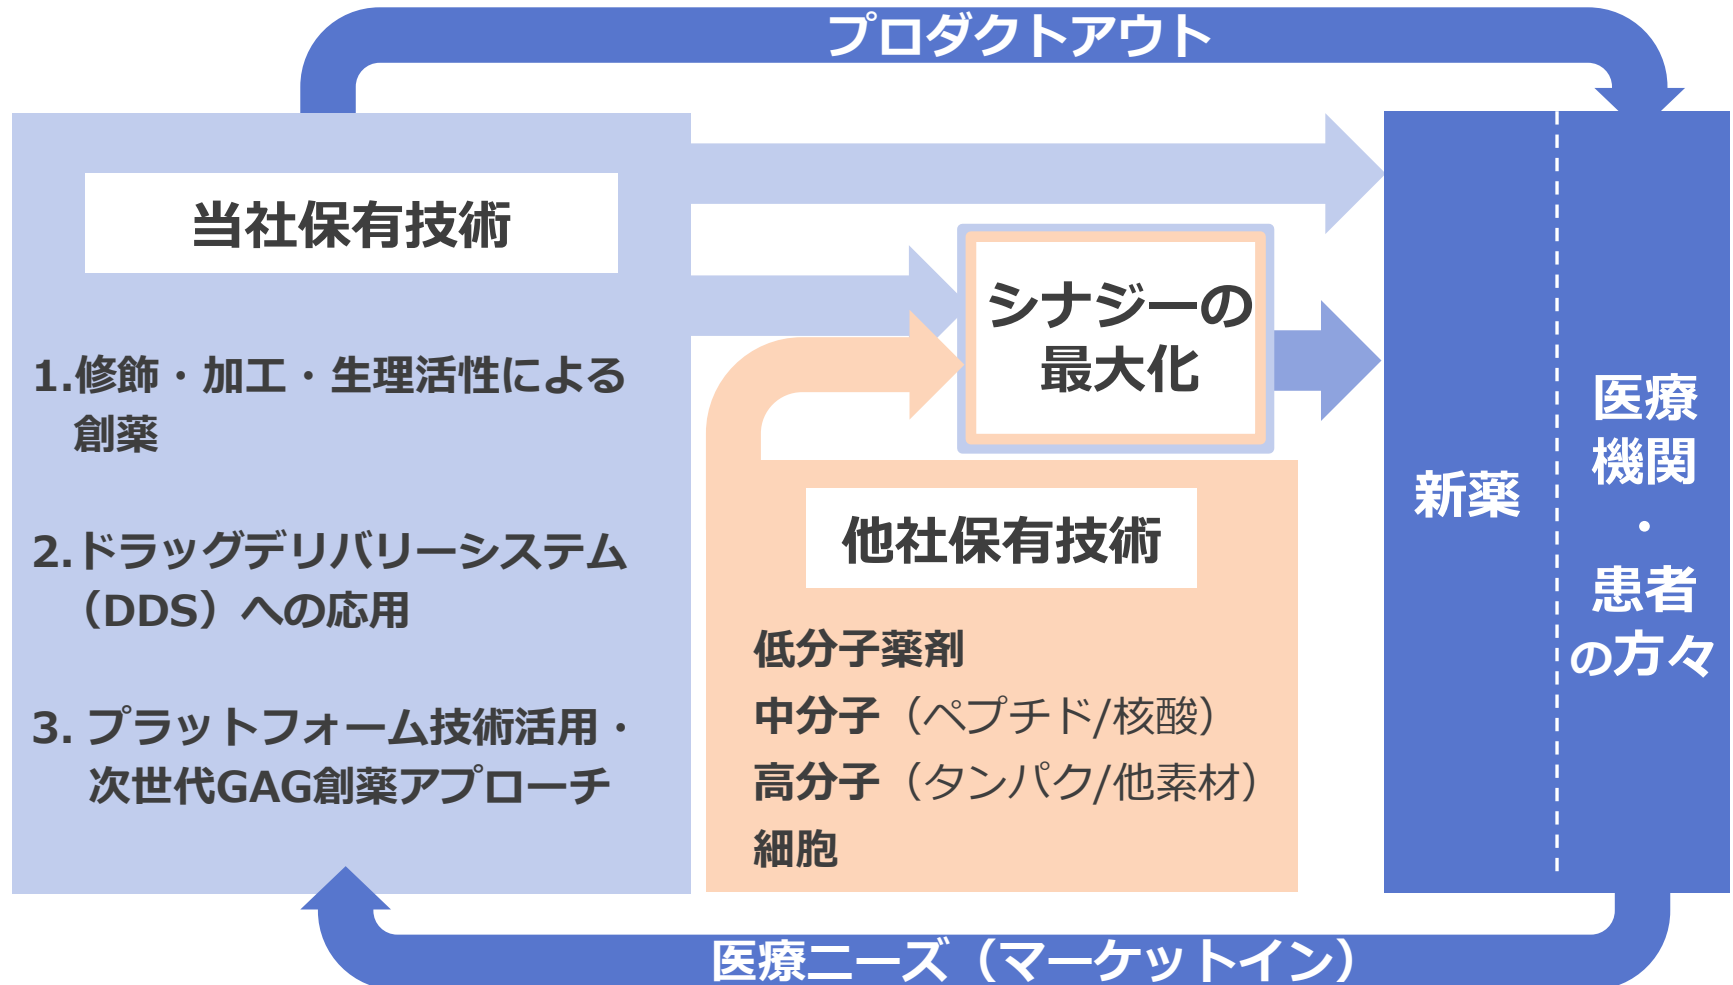 プロダクトアウト
当社保有技術
1.修飾・加工・生理活性による
創薬
2.ドラッグデリバリーシステム
（DDS）への応用
3. プラットフォーム技術活用・
次世代GAG創薬アプローチ
シナジーの
最大化
他社保有技術
低分子薬剤
中分子（ペプチド/核酸）
高分子（タンパク/他素材）
細胞
新薬
医療
機関
・
患者
の方々
医療ニーズ（マーケットイン）